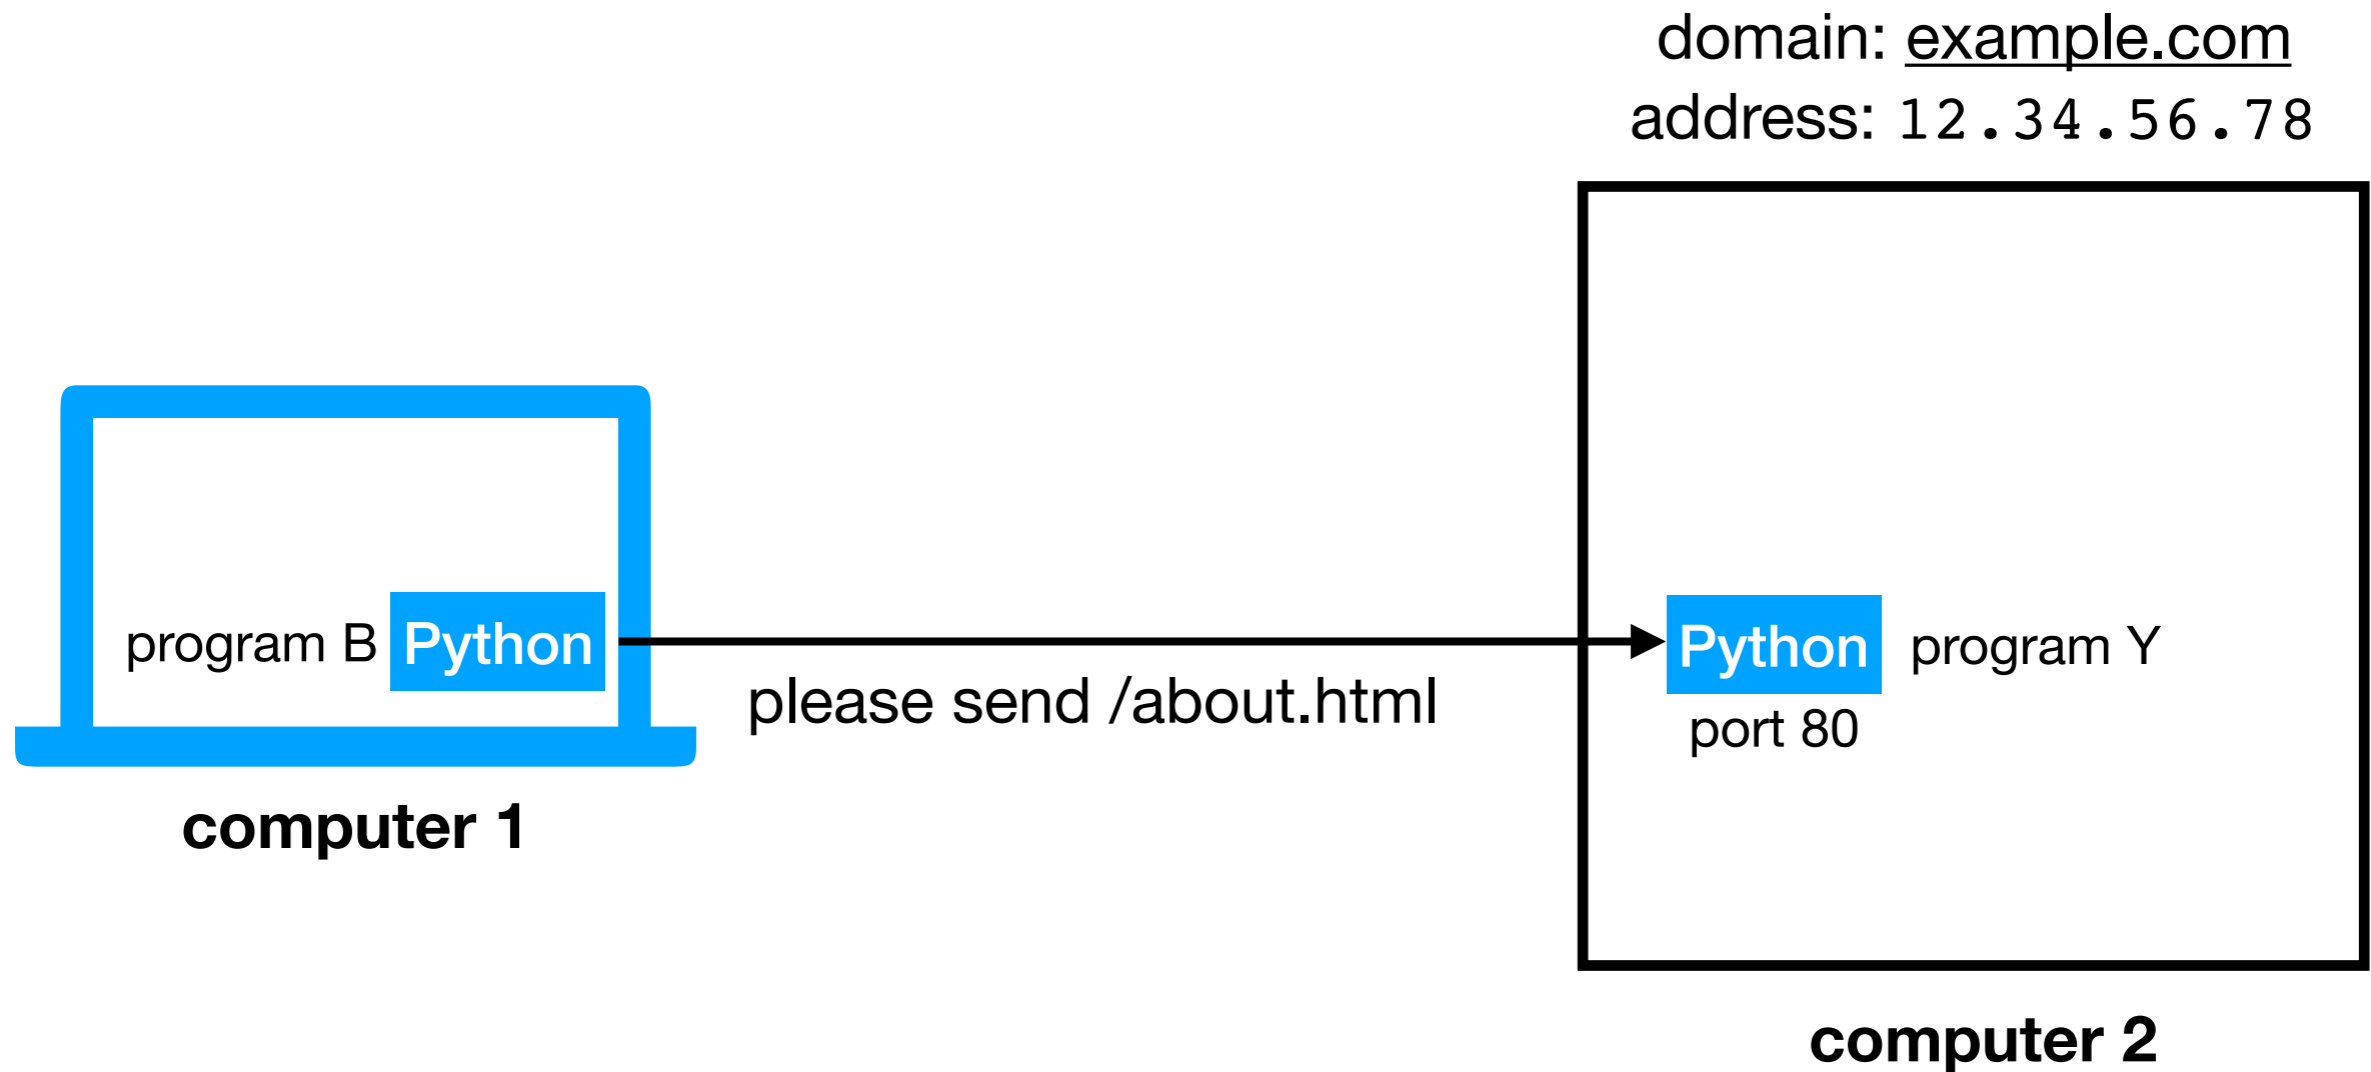 domain: example.com
address: 12.34.56.78
program B Python
please send /about.html
Python program Y
port 80
computer 1
computer 2